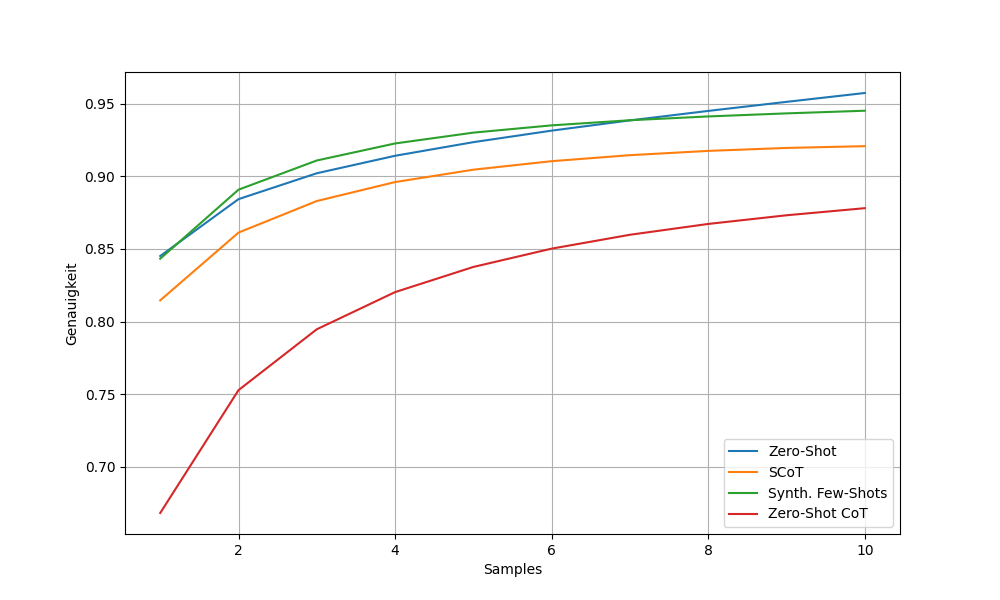 0.95
0.90
0.85
0.80
0.75
0.70
Genauigkeit
2 4 6 8 10
Samples
Zero-Shot
SCoT
Synth. Few-Shots
Zero-Shot CoT